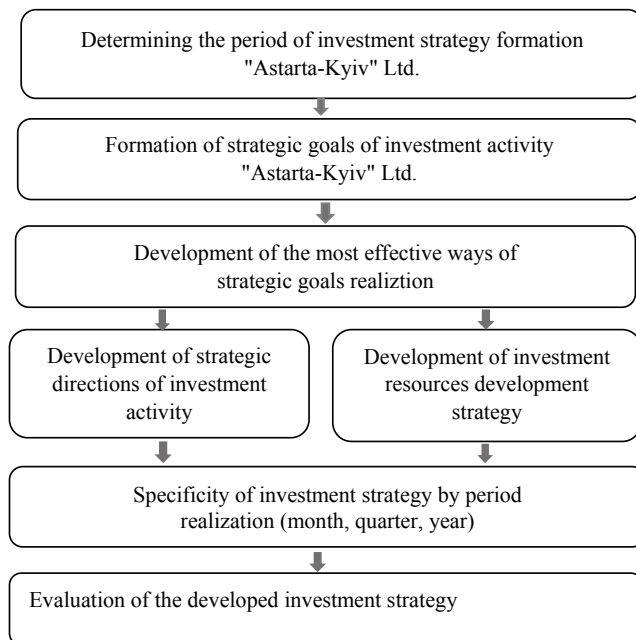 Determining the period of investment strategy formation
"Astarta-Kyiv" Ltd.
Formation of strategic goals of investment activity
"Astarta-Kyiv" Ltd.
Development of the most effective ways of
strategic goals realiztion
Development of strategic
directions of investment
activity
Development of investment
resources development
strategy
Specificity of investment strategy by period
realization (month, quarter, year)
Evaluation of the developed investment strategy